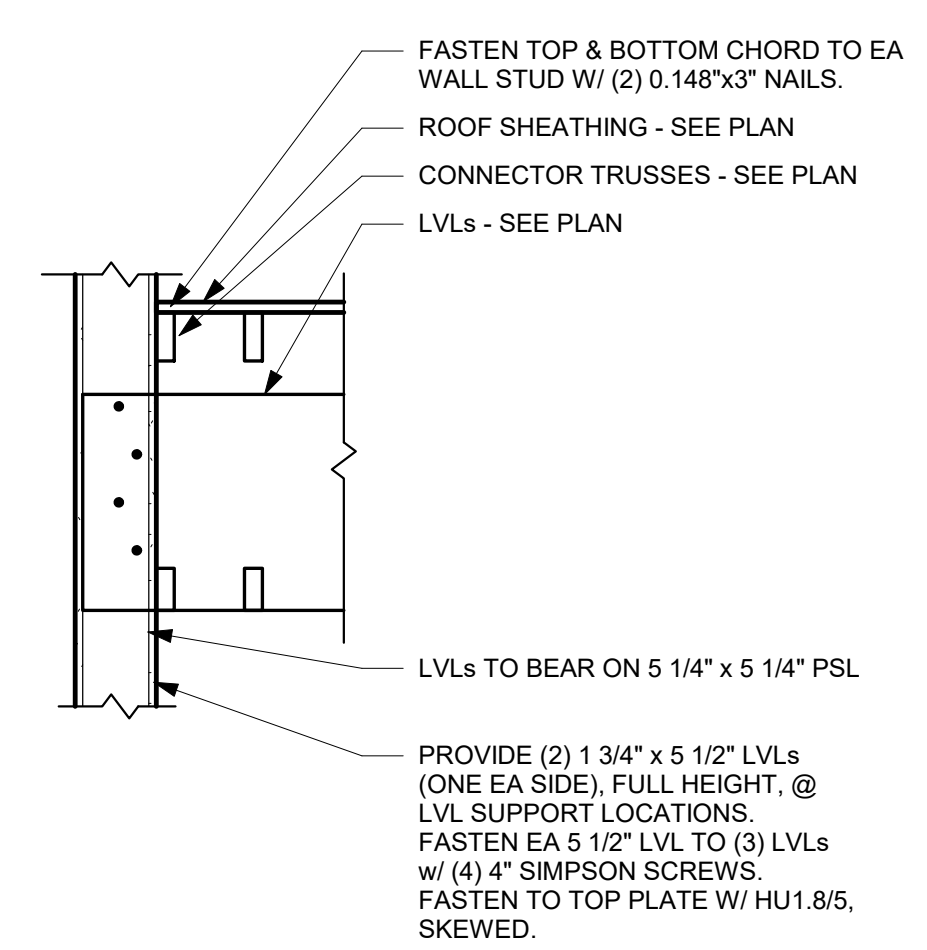 FASTEN TOP & BOTTOM CHORD TO EA
WALL STUD W/ (2) 0.148"x3" NAILS.
ROOF SHEATHING - SEE PLAN
CONNECTOR TRUSSES - SEE PLAN
LVLs - SEE PLAN
LVLs TO BEAR ON 5 1/4" x 5 1/4" PSL
PROVIDE (2) 1 3/4" x 5 1/2" LVLs
(ONE EA SIDE), FULL HEIGHT, @
LVL SUPPORT LOCATIONS.
FASTEN EA 5 1/2" LVL TO (3) LVLs
w/ (4) 4" SIMPSON SCREWS.
FASTEN TO TOP PLATE W/ HU1.8/5,
SKEWED.